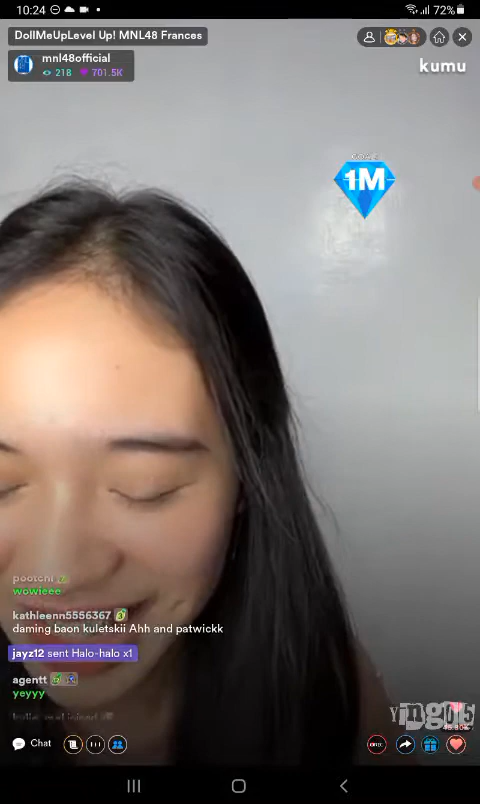 10:24
72%
DollMeUpLevel Up! MNL48 Frances
mnl48official
218
701.5K
kumu
1M
pootchi
wowieee
kathleenn5556367
daming baon kuletskii Ahh and patwickk
jayz12 sent Halo-halo x1
agentt
yeyyy
Chat